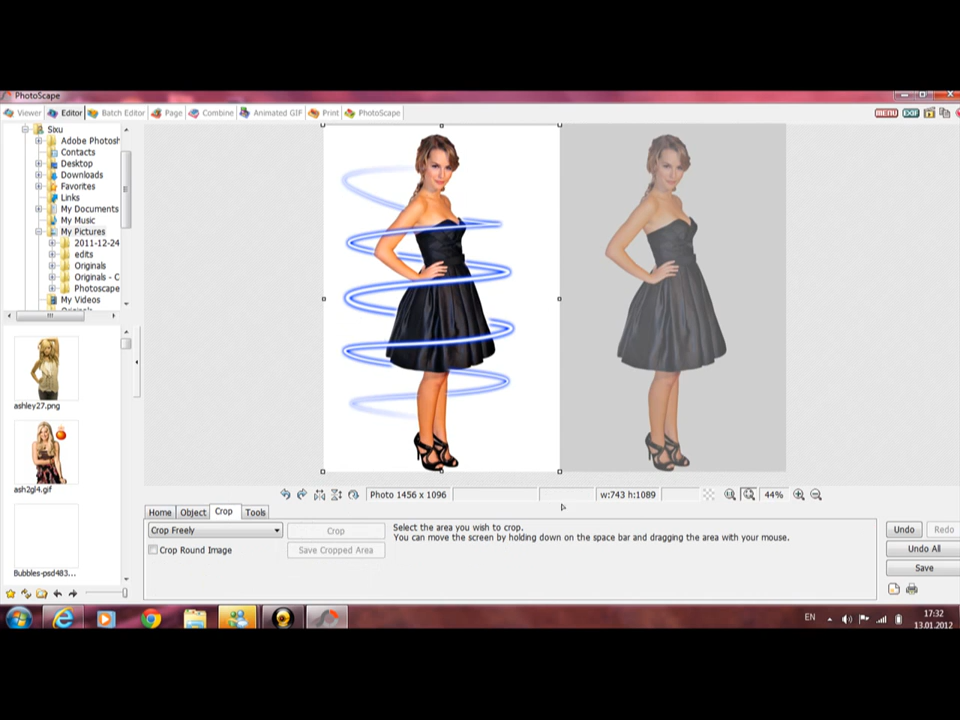 PhotoScape
Viewer Editor Batch Editor Page Combine Animated GIF Print PhotoScape MENU EXIF
Sixu
Adobe Photosh
Contacts
Desktop
Downloads
Favorites
Links
My Documents
My Music
My Pictures
2011-12-24
edits
Originals
Originals - C
Photoscape
My Videos
ashley27.png
ash2gl4.gif
Bubbles-psd483...
Photo 1456 x 1096 w:743 h:1089 44%
Home Object Crop Tools
Crop Freely Crop
Crop Round Image Save Cropped Area
Select the area you wish to crop.
You can move the screen by holding down on the space bar and dragging the area with your mouse.
Undo Redo
Undo All
Save
EN 17:32
13.01.2012